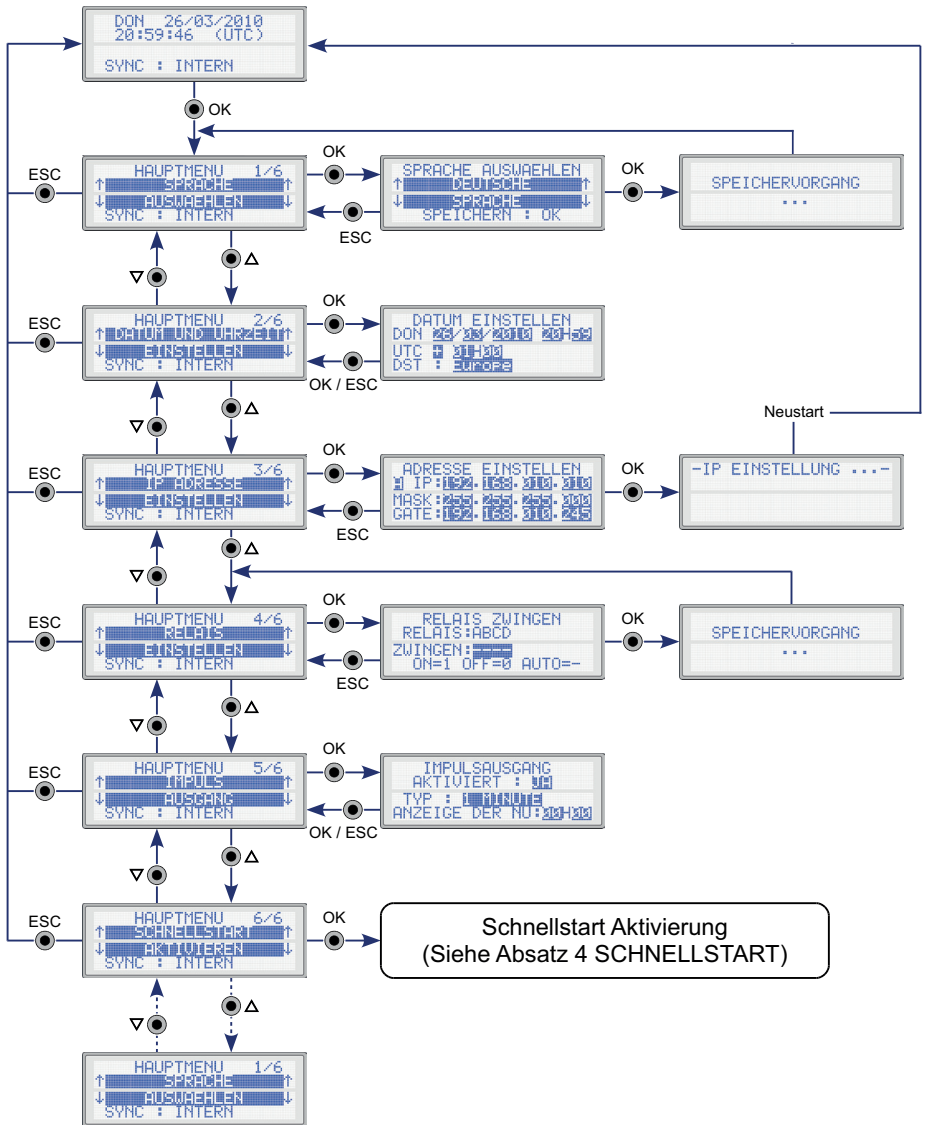 DON 26/03/2010
20:59:46 (UTC)
SYNC : INTERN
OK
ESC
HAUPTMENU 1/6
↑ SPRACHE ↑
↓ AUSWAEHLEN ↓
SYNC : INTERN
OK
ESC
SPRACHE AUSWAEHLEN
↑ DEUTSCHE ↑
↓ SPRACHE ↓
SPEICHERN : OK
OK
SPEICHERVORGANG
...
▽
△
ESC
HAUPTMENU 2/6
↑DATUM UND UHRZEIT↑
↓ EINSTELLEN ↓
SYNC : INTERN
OK
OK / ESC
DATUM EINSTELLEN
DON 26/03/2010 20H59
UTC + 01H00
DST : Europe
▽
△
Neustart
ESC
HAUPTMENU 3/6
↑ IP ADRESSE ↑
↓ EINSTELLEN ↓
SYNC : INTERN
OK
ESC
ADRESSE EINSTELLEN
IP:192.168.010.010
MASK:255.255.255.000
GATE:192.168.010.245
OK
-IP EINSTELLUNG ...-
▽
△
ESC
HAUPTMENU 4/6
↑ RELAIS ↑
↓ EINSTELLEN ↓
SYNC : INTERN
OK
ESC
RELAIS ZWINGEN
RELAIS:ABCD
ZWINGEN:----
ON=1 OFF=0 AUTO=-
OK
SPEICHERVORGANG
...
▽
△
ESC
HAUPTMENU 5/6
↑ IMPULS ↑
↓ AUSGANG ↓
SYNC : INTERN
OK
OK / ESC
IMPULSAUSGANG
AKTIVIERT : JA
TYP : 1 MINUTE
ANZEIGE DER NU:00H00
▽
△
ESC
HAUPTMENU 6/6
↑ SCHNELLSTART ↑
↓ AKTIVIEREN ↓
SYNC : INTERN
OK
Schnellstart Aktivierung
(Siehe Absatz 4 SCHNELLSTART)
▽
△
HAUPTMENU 1/6
↑ SPRACHE ↑
↓ AUSWAEHLEN ↓
SYNC : INTERN